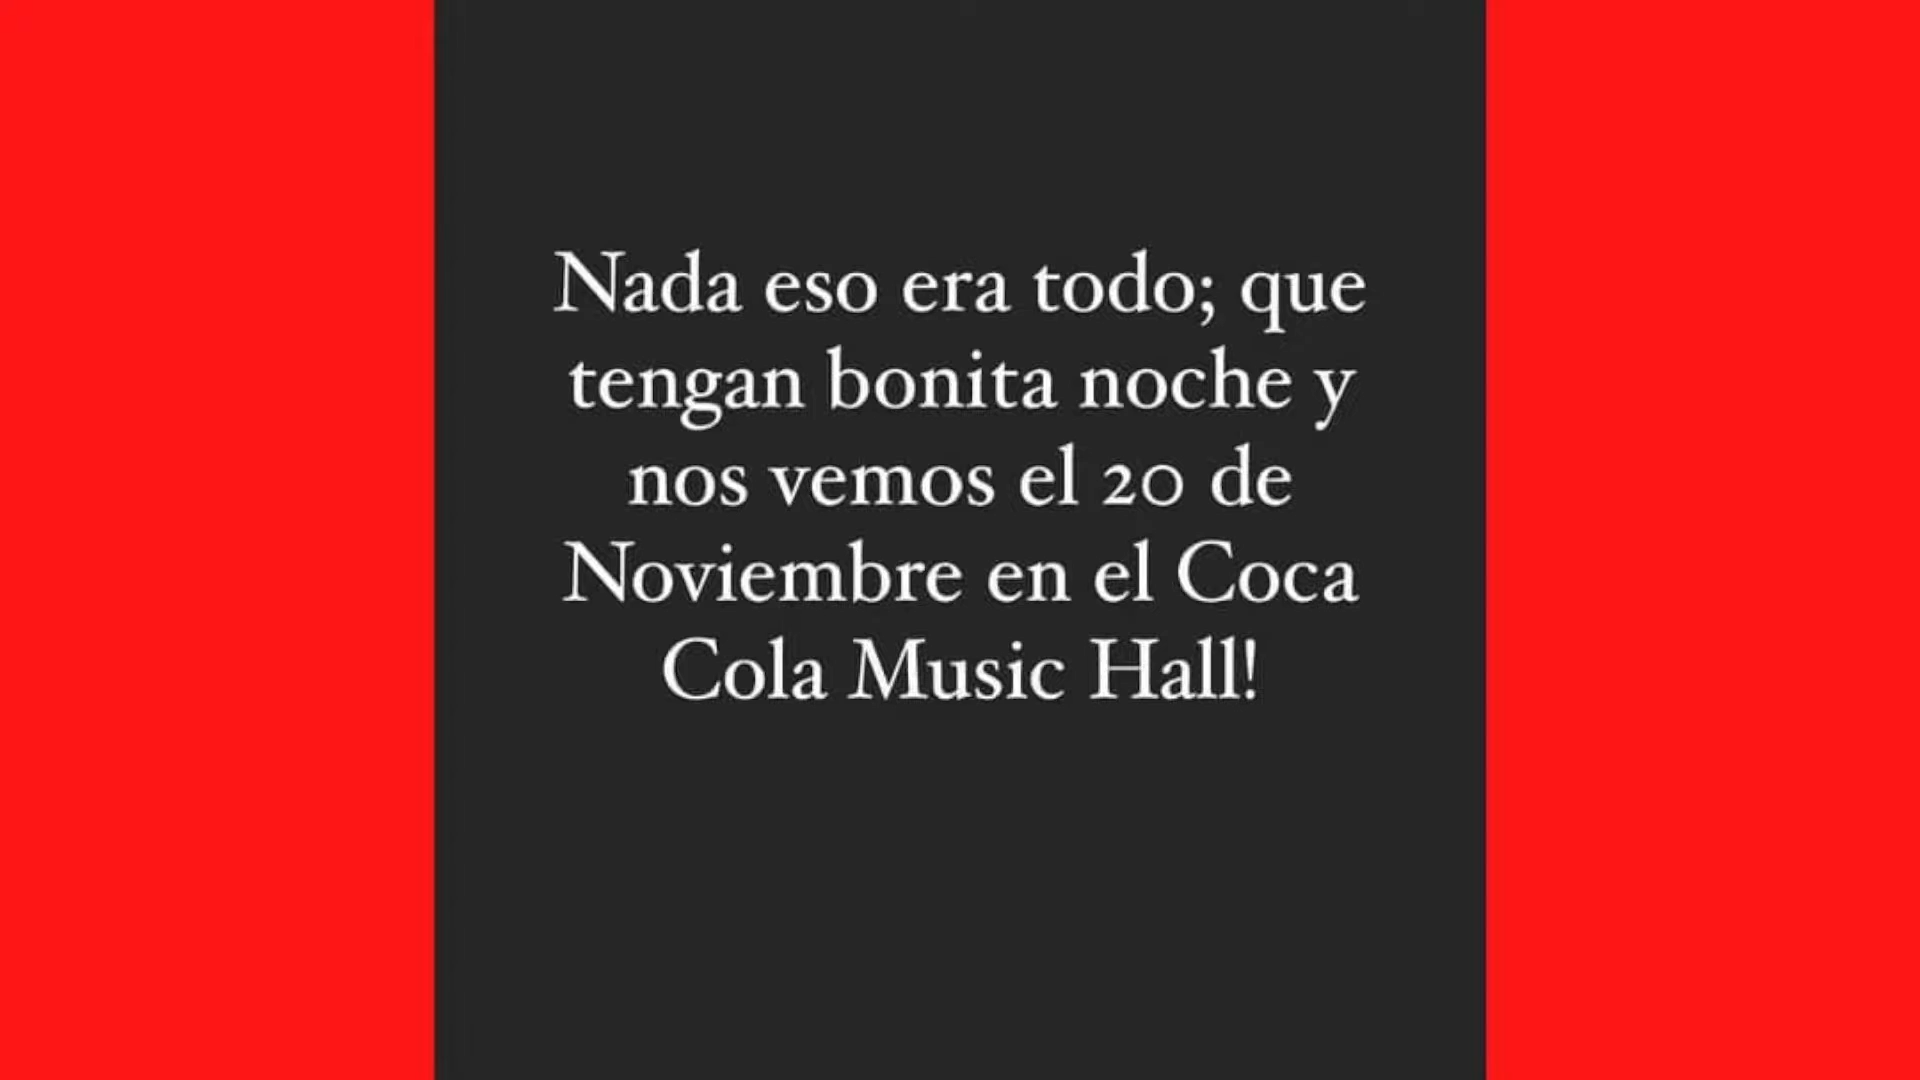 Nada eso era todo; que
tengan bonita noche y
nos vemos el 20 de
Noviembre en el Coca
Cola Music Hall!